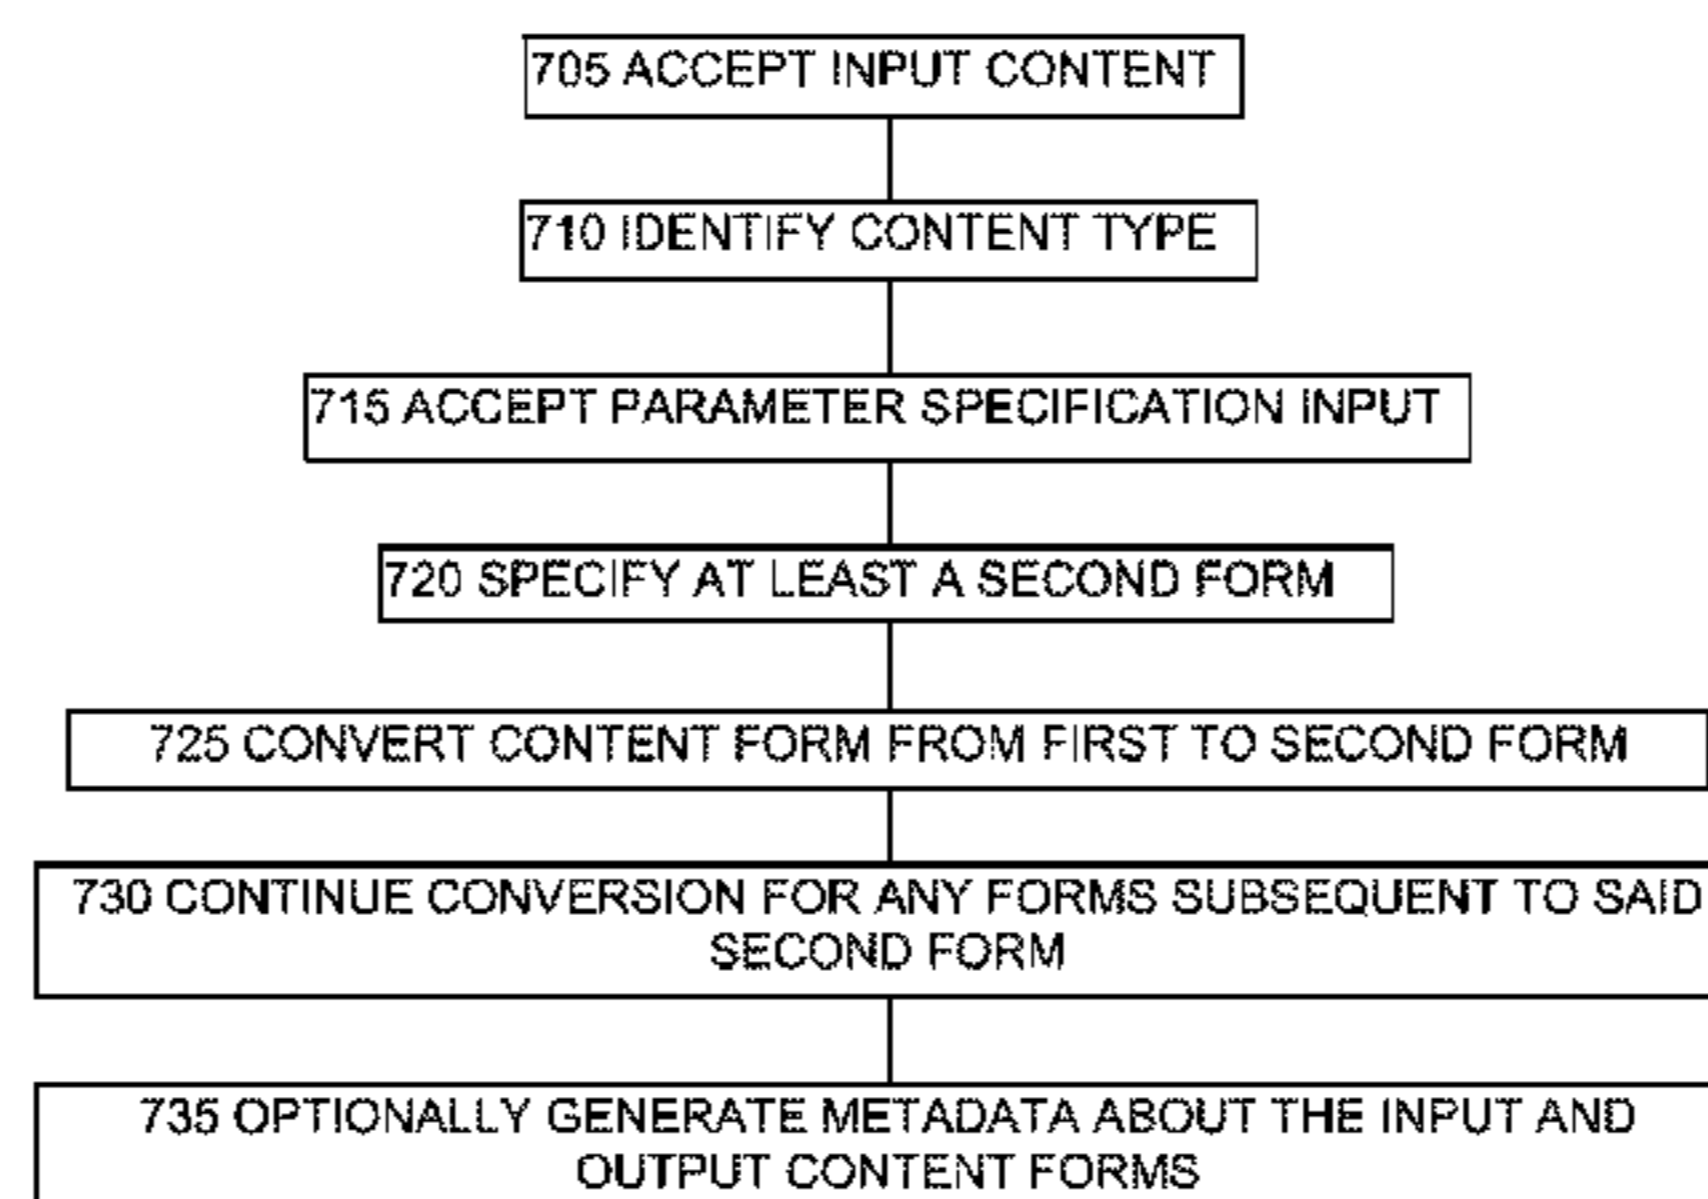 705 ACCEPT INPUT CONTENT
710 IDENTIFY CONTENT TYPE
715 ACCEPT PARAMETER SPECIFICATION INPUT
720 SPECIFY AT LEAST A SECOND FORM
725 CONVERT CONTENT FORM FROM FIRST TO SECOND FORM
730 CONTINUE CONVERSION FOR ANY FORMS SUBSEQUENT TO SAID
SECOND FORM
735 OPTIONALLY GENERATE METADATA ABOUT THE INPUT AND
OUTPUT CONTENT FORMS